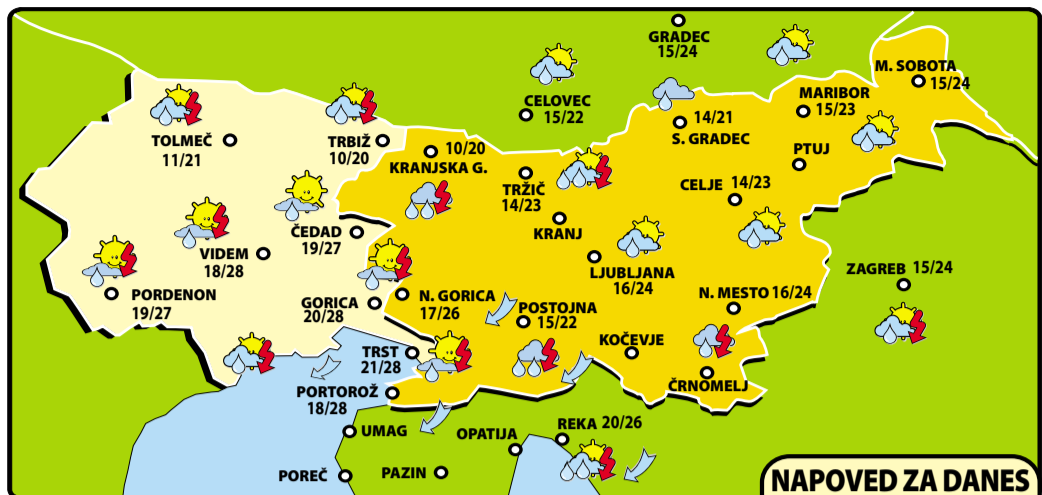 GRADEC
15/24
M. SOBOTA
15/24
CELOVEC
15/22
MARIBOR
15/23
14/21
S. GRADEC
TOLMEČ
11/21
TRBIŽ
10/20
10/20
KRANJSKA G.
PTUJ
TRŽIČ
14/23
CELJE 14/23
KRANJ
ČEDAD
19/27
VIDEM
18/28
LJUBLJANA
16/24
ZAGREB 15/24
PORDENON
19/27
GORICA
20/28
N. GORICA
17/26
N. MESTO 16/24
POSTOJNA
15/22
KOČEVJE
TRST
21/28
ČRNOMELJ
PORTOROŽ
18/28
UMAG
OPATIJA
REKA 20/26
POREČ
PAZIN
NAPOVED ZA DANES